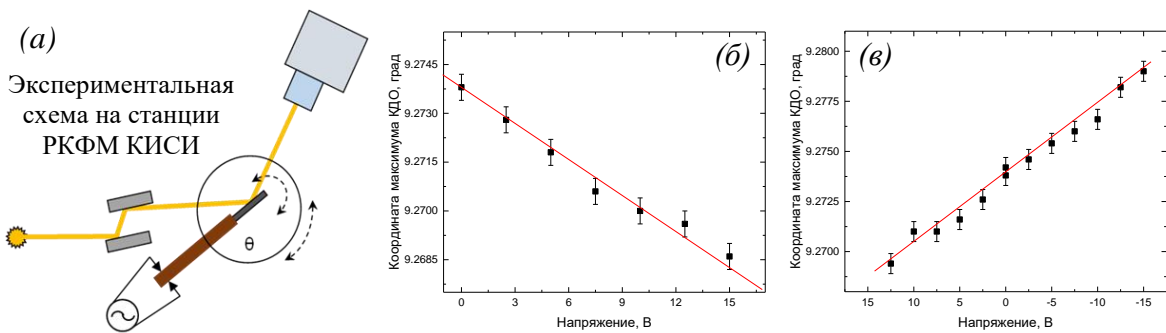 (а)
Экспериментальная
схема на станции
РКФМ КИСИ
θ
(б)
Координата максимума КДО, град
9.2745
9.2730
9.2715
9.2700
9.2685
0 3 6 9 12 15
Напряжение, В
(в)
Координата максимума КДО, град
9.2800
9.2775
9.2750
9.2725
9.2700
15 10 5 0 -5 -10 -15
Напряжение, В